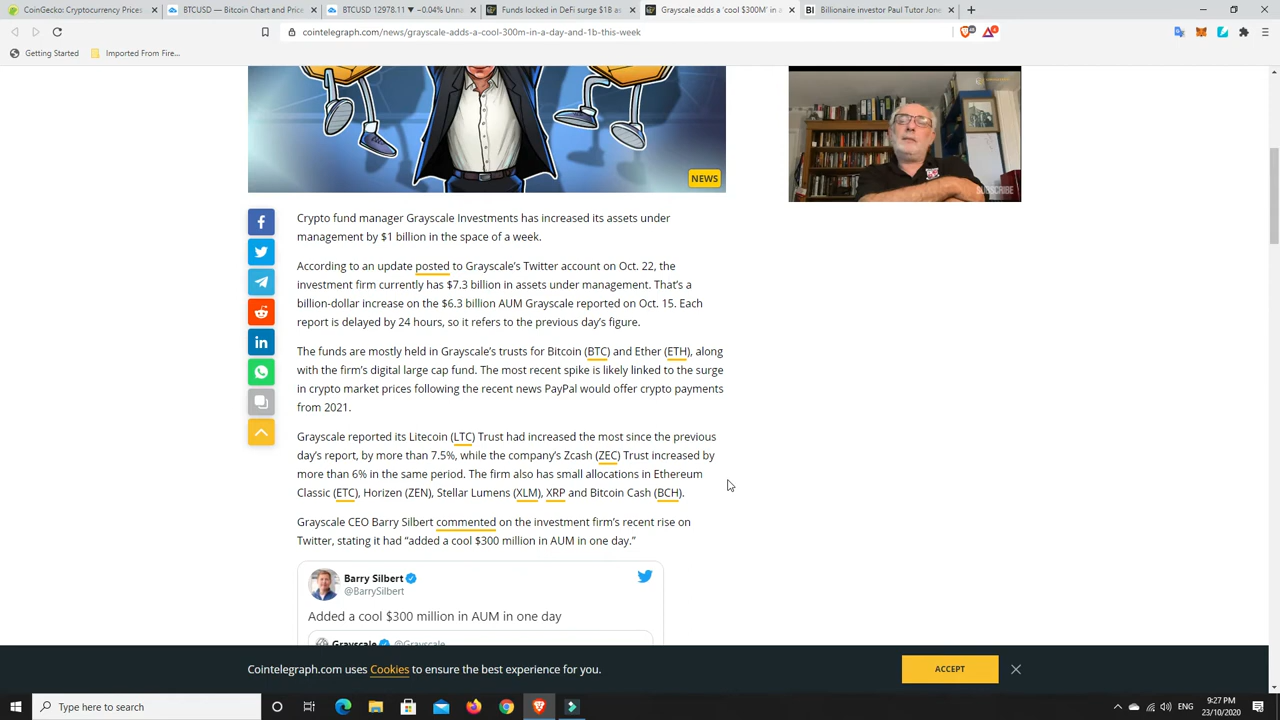 CoinGecko: Cryptocurrency Prices
BTCUSD — Bitcoin Chart and Price
BTCUSD 12978.11 ▼−0.04% Unna
Funds locked in DeFi surge $1B as
Grayscale adds a 'cool $300M' in a
BI Billionaire investor Paul Tutor Jone
cointelegraph.com/news/grayscale-adds-a-cool-300m-in-a-day-and-1b-this-week
Getting Started
Imported From Fire...
NEWS
SUBSCRIBE
Crypto fund manager Grayscale Investments has increased its assets under
management by $1 billion in the space of a week.
According to an update posted to Grayscale's Twitter account on Oct. 22, the
investment firm currently has $7.3 billion in assets under management. That's a
billion-dollar increase on the $6.3 billion AUM Grayscale reported on Oct. 15. Each
report is delayed by 24 hours, so it refers to the previous day's figure.
The funds are mostly held in Grayscale's trusts for Bitcoin (BTC) and Ether (ETH), along
with the firm's digital large cap fund. The most recent spike is likely linked to the surge
in crypto market prices following the recent news PayPal would offer crypto payments
from 2021.
Grayscale reported its Litecoin (LTC) Trust had increased the most since the previous
day's report, by more than 7.5%, while the company's Zcash (ZEC) Trust increased by
more than 6% in the same period. The firm also has small allocations in Ethereum
Classic (ETC), Horizen (ZEN), Stellar Lumens (XLM), XRP and Bitcoin Cash (BCH).
Grayscale CEO Barry Silbert commented on the investment firm's recent rise on
Twitter, stating it had “added a cool $300 million in AUM in one day.”
Barry Silbert
@BarrySilbert
Added a cool $300 million in AUM in one day
Grayscale @Grayscale
Cointelegraph.com uses Cookies to ensure the best experience for you.
ACCEPT
Type here to search
ENG
9:27 PM
23/10/2020